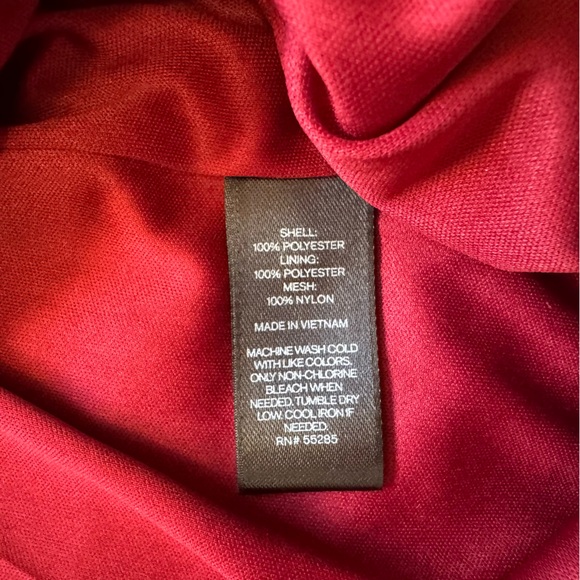 SHELL:
100% POLYESTER
LINING:
100% POLYESTER
MESH:
100% NYLON
MADE IN VIETNAM
MACHINE WASH COLD
WITH LIKE COLORS.
ONLY NON-CHLORINE
BLEACH WHEN
NEEDED. TUMBLE DRY
LOW. COOL IRON IF
NEEDED.
RN# 55285